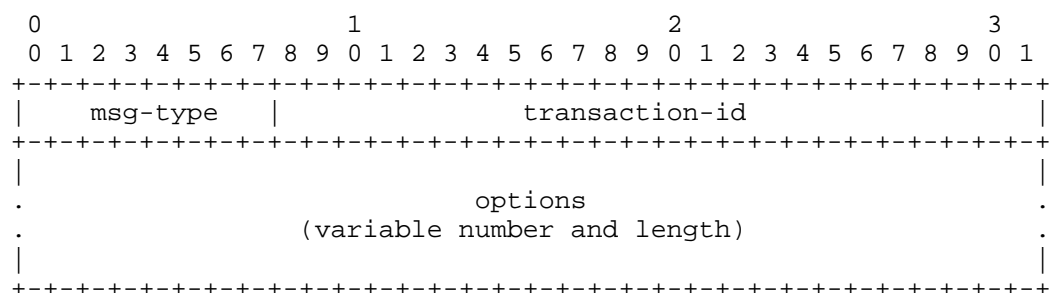 0                   1                   2                   3
 0 1 2 3 4 5 6 7 8 9 0 1 2 3 4 5 6 7 8 9 0 1 2 3 4 5 6 7 8 9 0 1
+-+-+-+-+-+-+-+-+-+-+-+-+-+-+-+-+-+-+-+-+-+-+-+-+-+-+-+-+-+-+-+-+
|    msg-type   |               transaction-id                  |
+-+-+-+-+-+-+-+-+-+-+-+-+-+-+-+-+-+-+-+-+-+-+-+-+-+-+-+-+-+-+-+-+
|                                                               |
.                            options                            .
.                 (variable number and length)                  .
|                                                               |
+-+-+-+-+-+-+-+-+-+-+-+-+-+-+-+-+-+-+-+-+-+-+-+-+-+-+-+-+-+-+-+-+